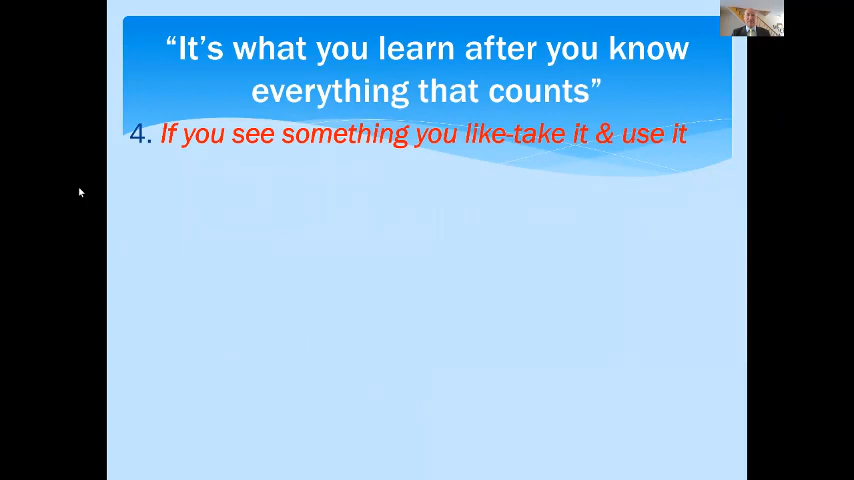 “It’s what you learn after you know
everything that counts”
4. If you see something you like-take it & use it